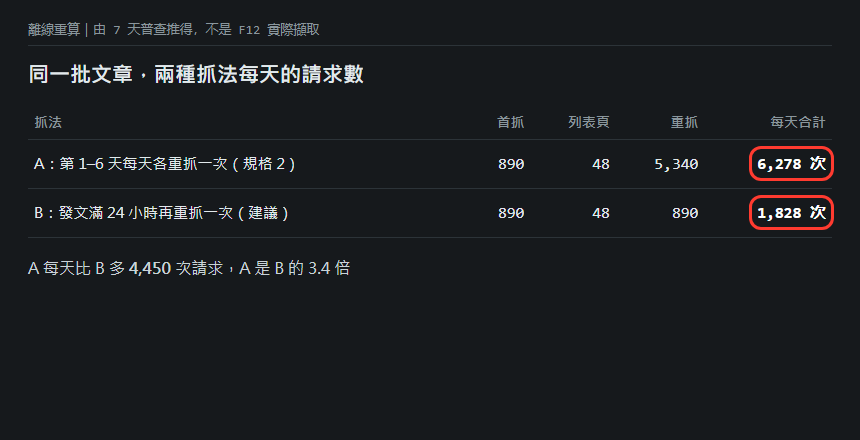 離線重算 | 由 7 天普查推得, 不是 F12 實際擷取
同一批文章，兩種抓法每天的請求數
抓法 首抓 列表頁 重抓 每天合計
A：第 1–6 天每天各重抓一次（規格 2） 890 48 5,340 6,278 次
B：發文滿 24 小時再重抓一次（建議） 890 48 890 1,828 次
A 每天比 B 多 4,450 次請求，A 是 B 的 3.4 倍